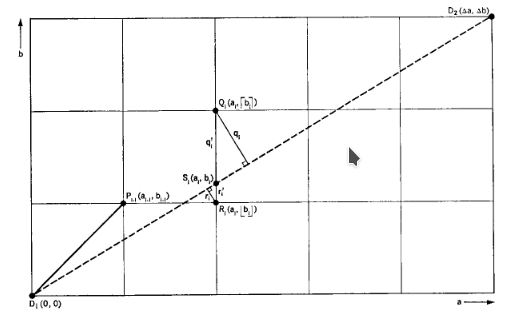 D₂ (Δa, Δb)
b
Qᵢ (aᵢ, ⌈bᵢ⌉)
qᵢ′ qᵢ
Sᵢ (aᵢ, bᵢ)
Pᵢ₋₁ (aᵢ₋₁, b̄ᵢ₋₁)
rᵢ rᵢ′
Rᵢ (aᵢ, ⌊bᵢ⌋)
D₁ (0, 0)
a